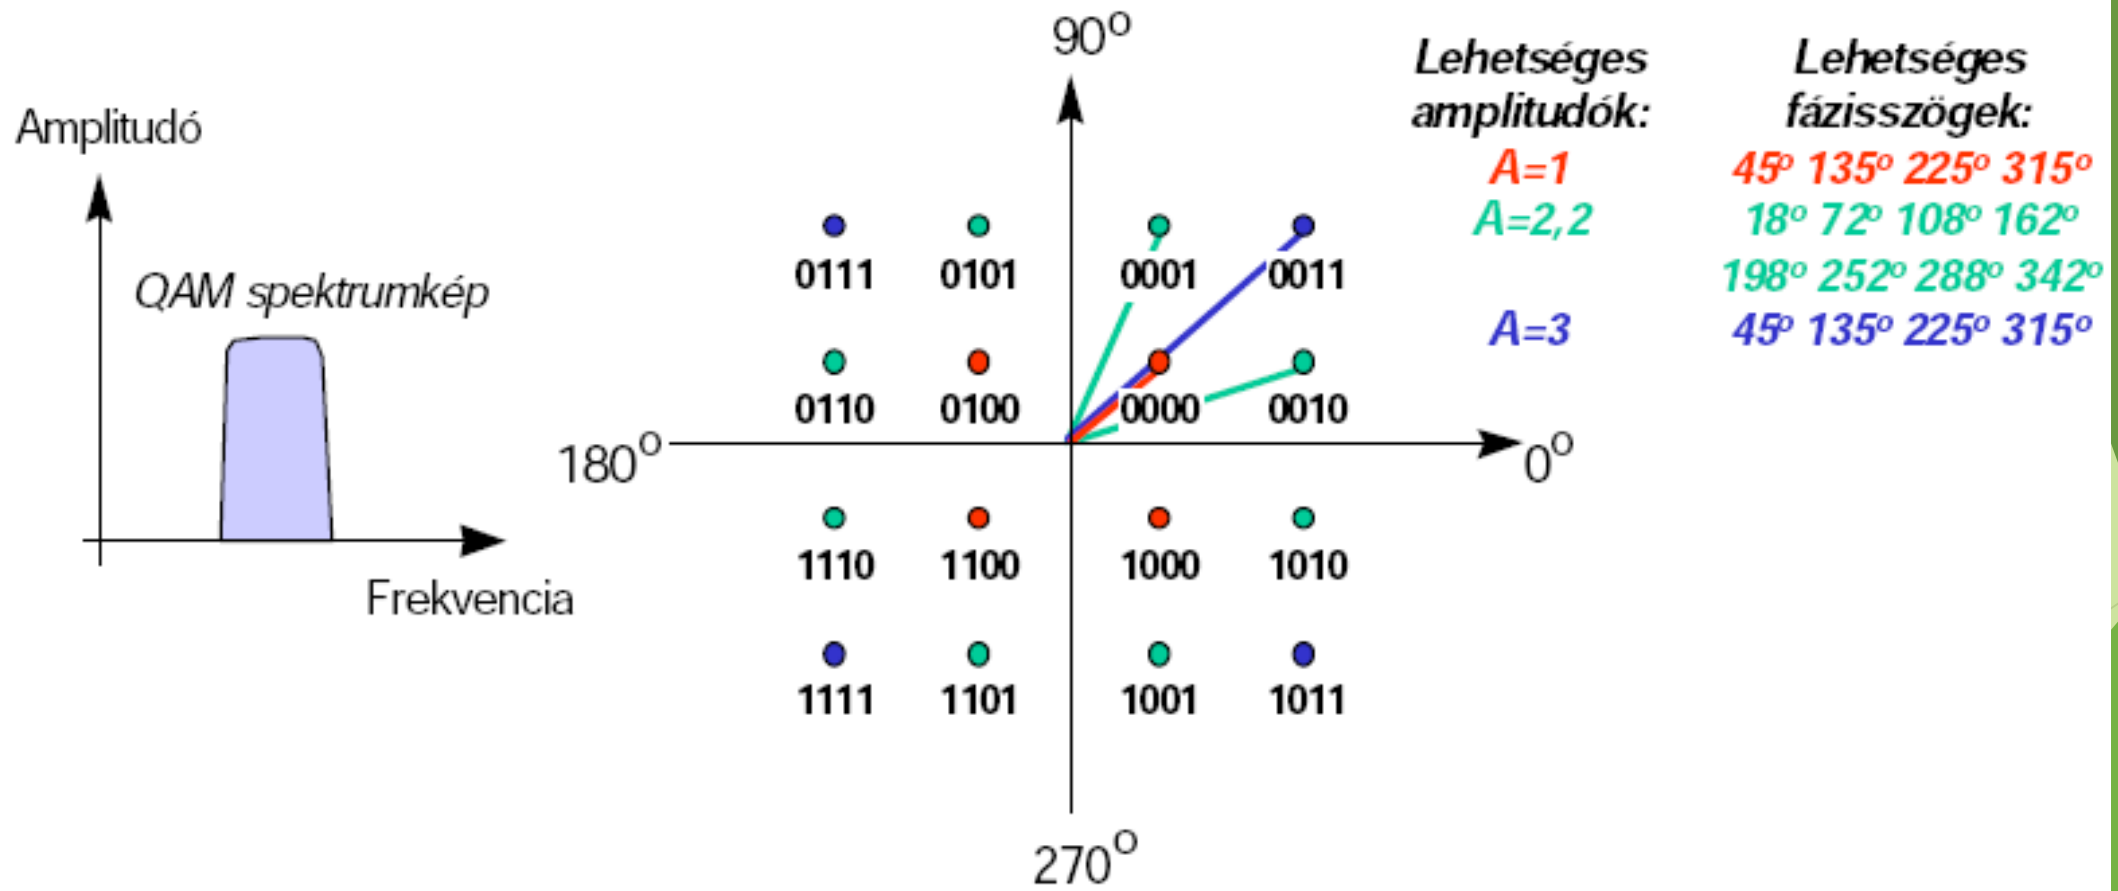 Amplitudó
QAM spektrumkép
Frekvencia
90°
0111 0101 0001 0011
0110 0100 0000 0010
180° 0°
1110 1100 1000 1010
1111 1101 1001 1011
270°
Lehetséges
amplitudók:
A=1
A=2,2
A=3
Lehetséges
fázisszögek:
45° 135° 225° 315°
18° 72° 108° 162°
198° 252° 288° 342°
45° 135° 225° 315°